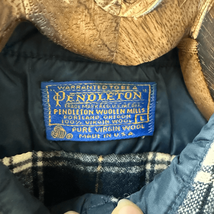 WARRANTED TO BE A
PENDLETON
PENDLETON WOOLEN MILLS
PORTLAND, OREGON
100% VIRGIN WOOL
L
PURE VIRGIN WOOL
MADE IN U.S.A.